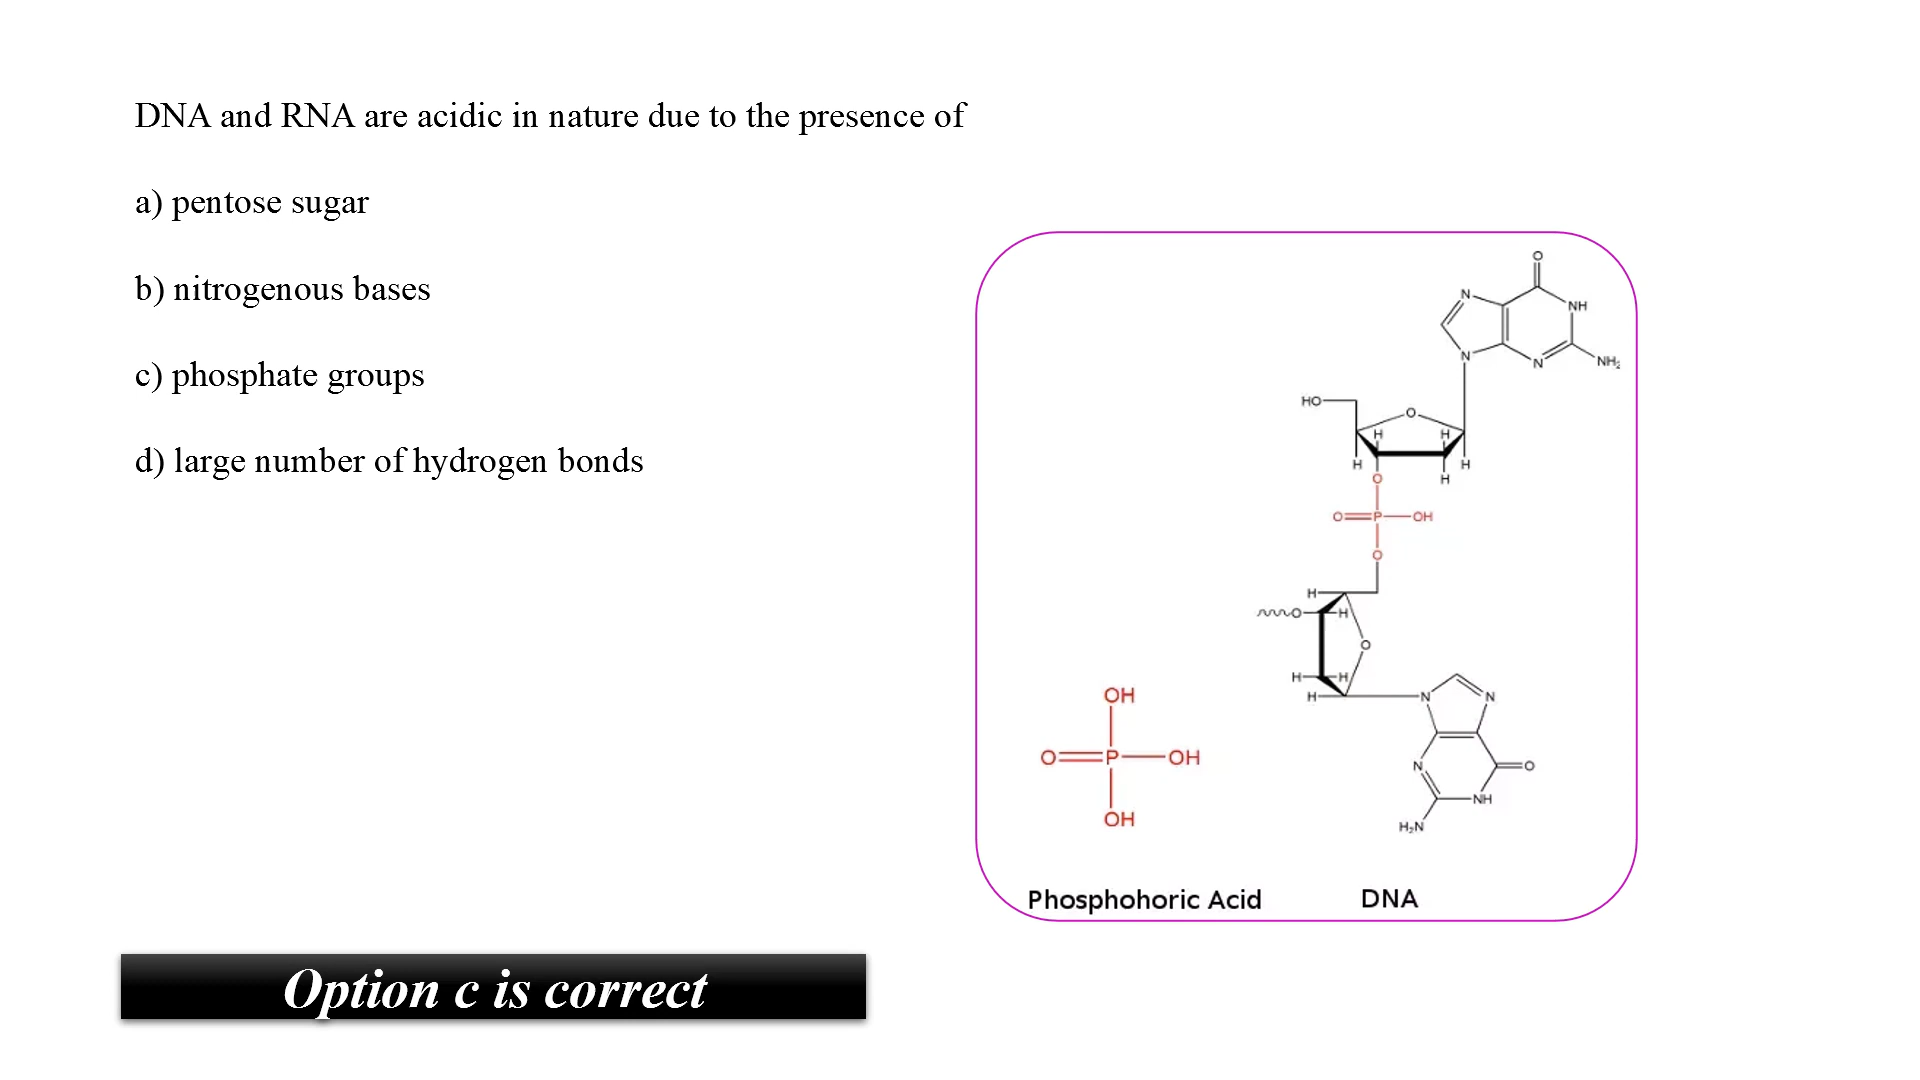 DNA and RNA are acidic in nature due to the presence of
a) pentose sugar
b) nitrogenous bases
c) phosphate groups
d) large number of hydrogen bonds
O
N
NH
N
N
NH₂
HO
O
H
H
H
H
H
O
O
P
OH
O
H
O
H
O
H
H
H
N
N
N
O
NH
H₂N
OH
O
P
OH
OH
Phosphohoric Acid
DNA
Option c is correct